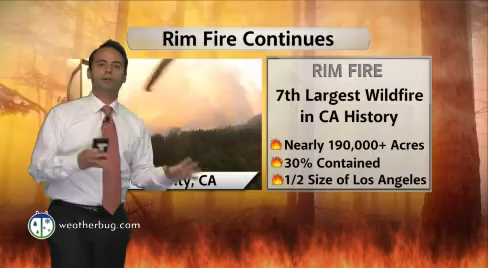 Rim Fire Continues
RIM FIRE
7th Largest Wildfire
in CA History
Nearly 190,000+ Acres
30% Contained
1/2 Size of Los Angeles
CA
weatherbug.com